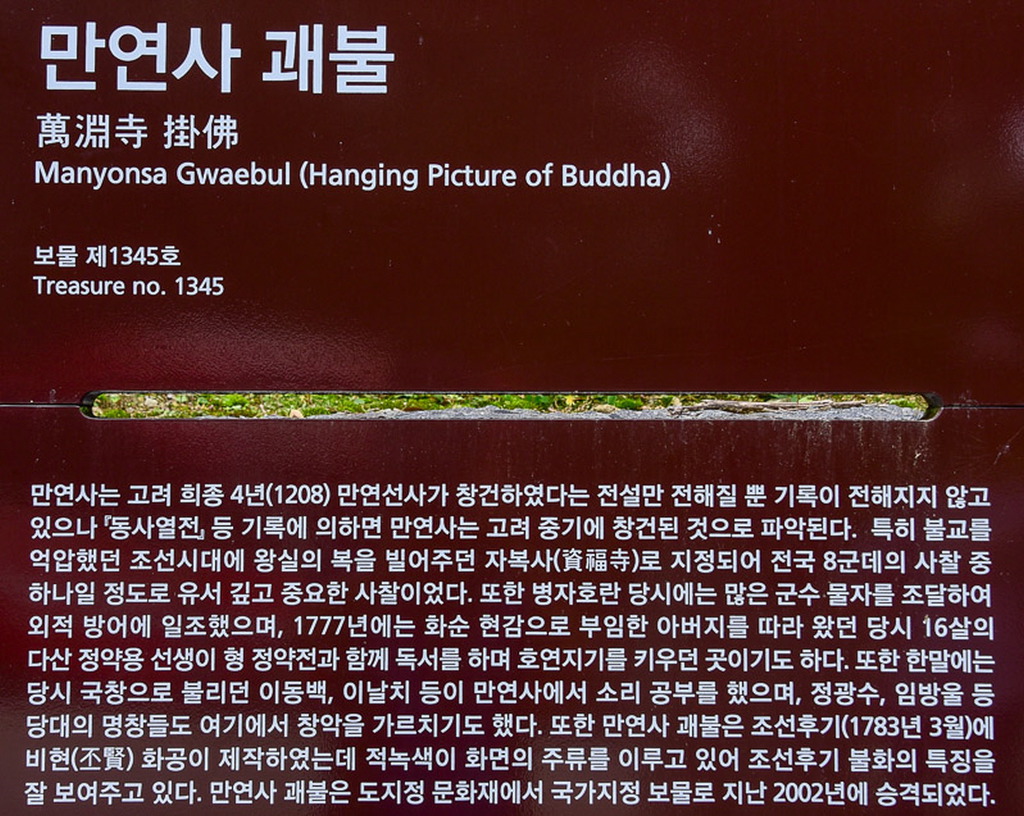 만연사 괘불
萬淵寺 掛佛
Manyonsa Gwaebul (Hanging Picture of Buddha)
보물 제1345호
Treasure no. 1345
만연사는 고려 희종 4년(1208) 만연선사가 창건하였다는 전설만 전해질 뿐 기록이 전해지지 않고
있으나 『동사열전』 등 기록에 의하면 만연사는 고려 중기에 창건된 것으로 파악된다. 특히 불교를
억압했던 조선시대에 왕실의 복을 빌어주던 자복사(資福寺)로 지정되어 전국 8군데의 사찰 중
하나일 정도로 유서 깊고 중요한 사찰이었다. 또한 병자호란 당시에는 많은 군수 물자를 조달하여
외적 방어에 일조했으며, 1777년에는 화순 현감으로 부임한 아버지를 따라 왔던 당시 16살의
다산 정약용 선생이 형 정약전과 함께 독서를 하며 호연지기를 키우던 곳이기도 하다. 또한 한말에는
당시 국창으로 불리던 이동백, 이날치 등이 만연사에서 소리 공부를 했으며, 정광수, 임방울 등
당대의 명창들도 여기에서 창악을 가르치기도 했다. 또한 만연사 괘불은 조선후기(1783년 3월)에
비현(丕賢) 화공이 제작하였는데 적녹색이 화면의 주류를 이루고 있어 조선후기 불화의 특징을
잘 보여주고 있다. 만연사 괘불은 도지정 문화재에서 국가지정 보물로 지난 2002년에 승격되었다.